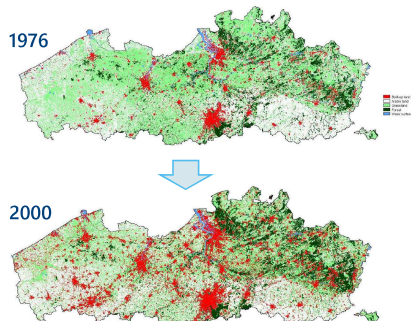 1976
Built-up land
Arable land
Grassland
Forest
Water surface
2000